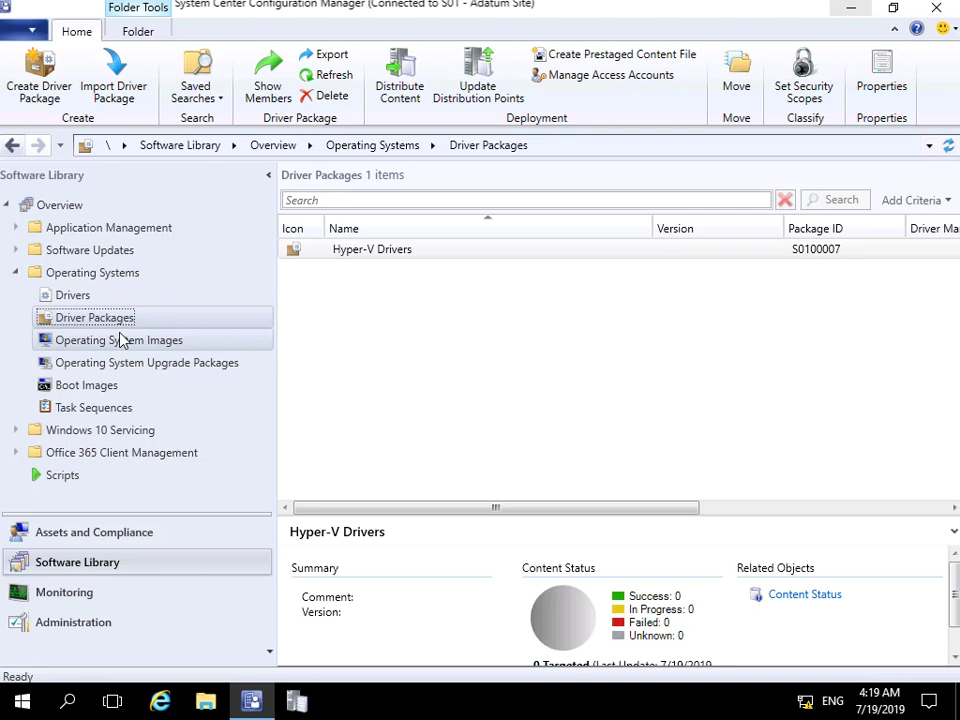 System Center Configuration Manager (Connected to S01 - Adatum Site)
Folder Tools
Home
Folder
Create Driver Package
Import Driver Package
Create
Saved Searches
Search
Show Members
Export
Refresh
Delete
Driver Package
Distribute Content
Update Distribution Points
Create Prestaged Content File
Manage Access Accounts
Deployment
Move
Move
Set Security Scopes
Classify
Properties
Properties
\ Software Library Overview Operating Systems Driver Packages
Software Library
Overview
Application Management
Software Updates
Operating Systems
Drivers
Driver Packages
Operating System Images
Operating System Upgrade Packages
Boot Images
Task Sequences
Windows 10 Servicing
Office 365 Client Management
Scripts
Assets and Compliance
Software Library
Monitoring
Administration
Driver Packages 1 items
Search
Search
Add Criteria
Icon Name Version Package ID Driver Ma
Hyper-V Drivers S0100007
Hyper-V Drivers
Summary
Comment:
Version:
Content Status
Success: 0
In Progress: 0
Failed: 0
Unknown: 0
0 Targeted (Last Update: 7/19/2019
Related Objects
Content Status
Ready
ENG
4:19 AM
7/19/2019